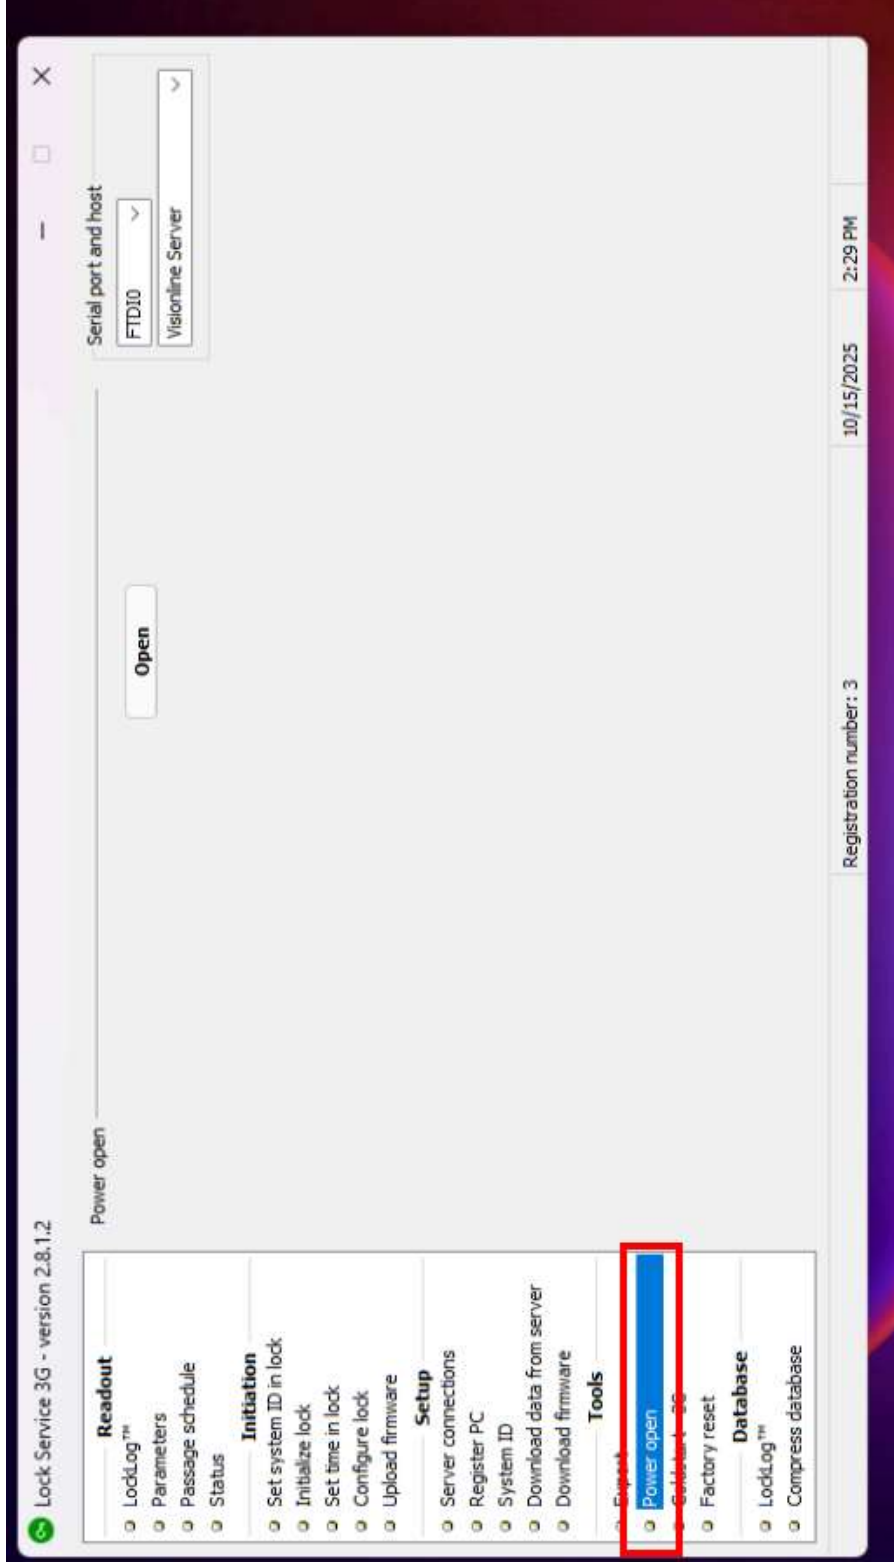 Lock Service 3G - version 2.8.1.2
Readout
LockLog™
Parameters
Passage schedule
Status
Initiation
Set system ID in lock
Initialize lock
Set time in lock
Configure lock
Upload firmware
Setup
Server connections
Register PC
System ID
Download data from server
Download firmware
Tools
Export
Power open
Factory reset
Database
LockLog™
Compress database
Power open
Open
Serial port and host
FTDI0
Visionline Server
Registration number: 3
10/15/2025
2:29 PM